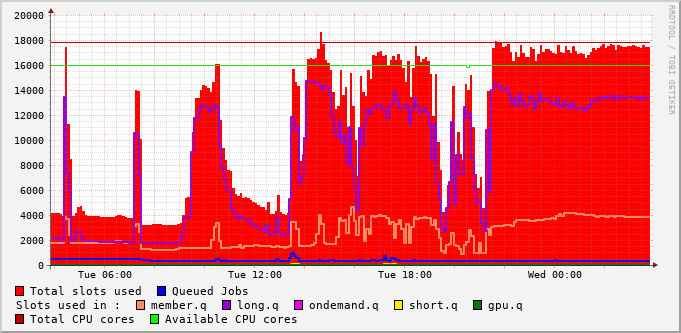 20000
18000
16000
14000
12000
10000
8000
6000
4000
2000
0
Tue 06:00 Tue 12:00 Tue 18:00 Wed 00:00
Total slots used Queued Jobs
Slots used in : member.q long.q ondemand.q short.q gpu.q
Total CPU cores Available CPU cores
RRDTOOL / TOBI OETIKER